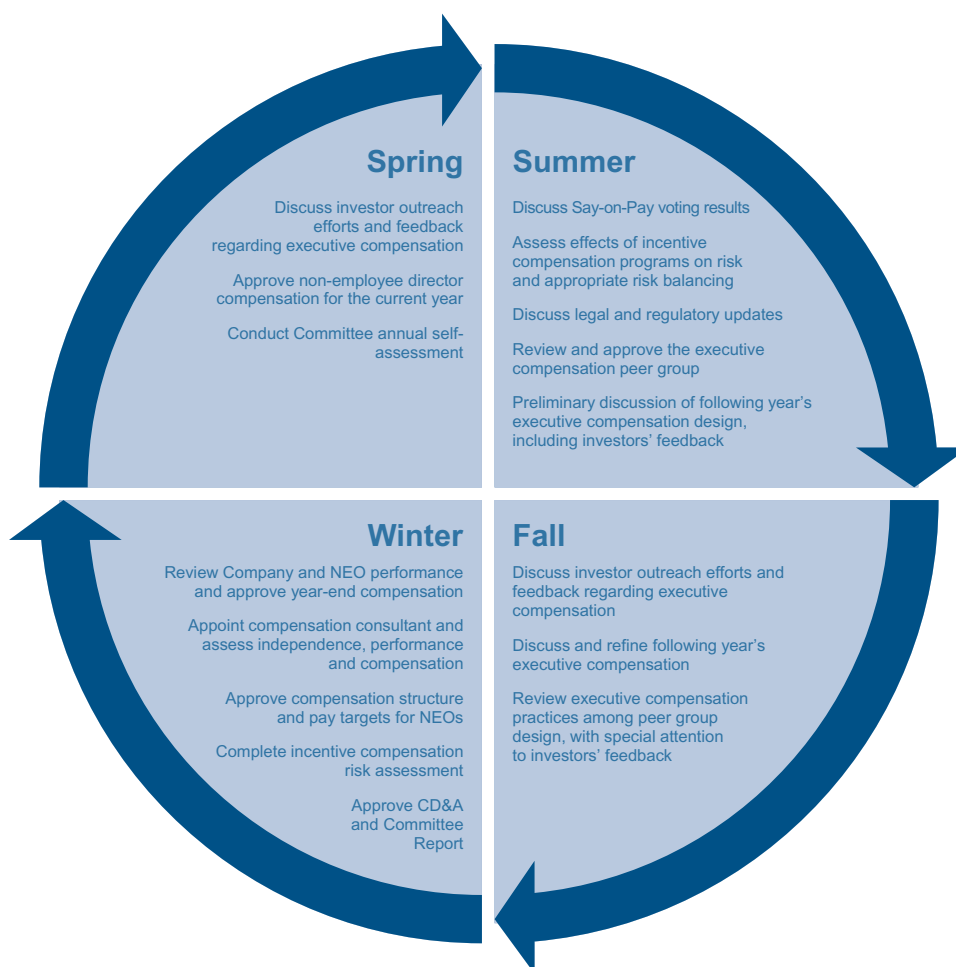 Spring
Discuss investor outreach
efforts and feedback
regarding executive compensation
Approve non-employee director
compensation for the current year
Conduct Committee annual self-
assessment
Summer
Discuss Say-on-Pay voting results
Assess effects of incentive
compensation programs on risk
and appropriate risk balancing
Discuss legal and regulatory updates
Review and approve the executive
compensation peer group
Preliminary discussion of following year’s
executive compensation design,
including investors’ feedback
Winter
Review Company and NEO performance
and approve year-end compensation
Appoint compensation consultant and
assess independence, performance
and compensation
Approve compensation structure
and pay targets for NEOs
Complete incentive compensation
risk assessment
Approve CD&A
and Committee
Report
Fall
Discuss investor outreach efforts and
feedback regarding executive
compensation
Discuss and refine following year’s
executive compensation
Review executive compensation
practices among peer group
design, with special attention
to investors’ feedback